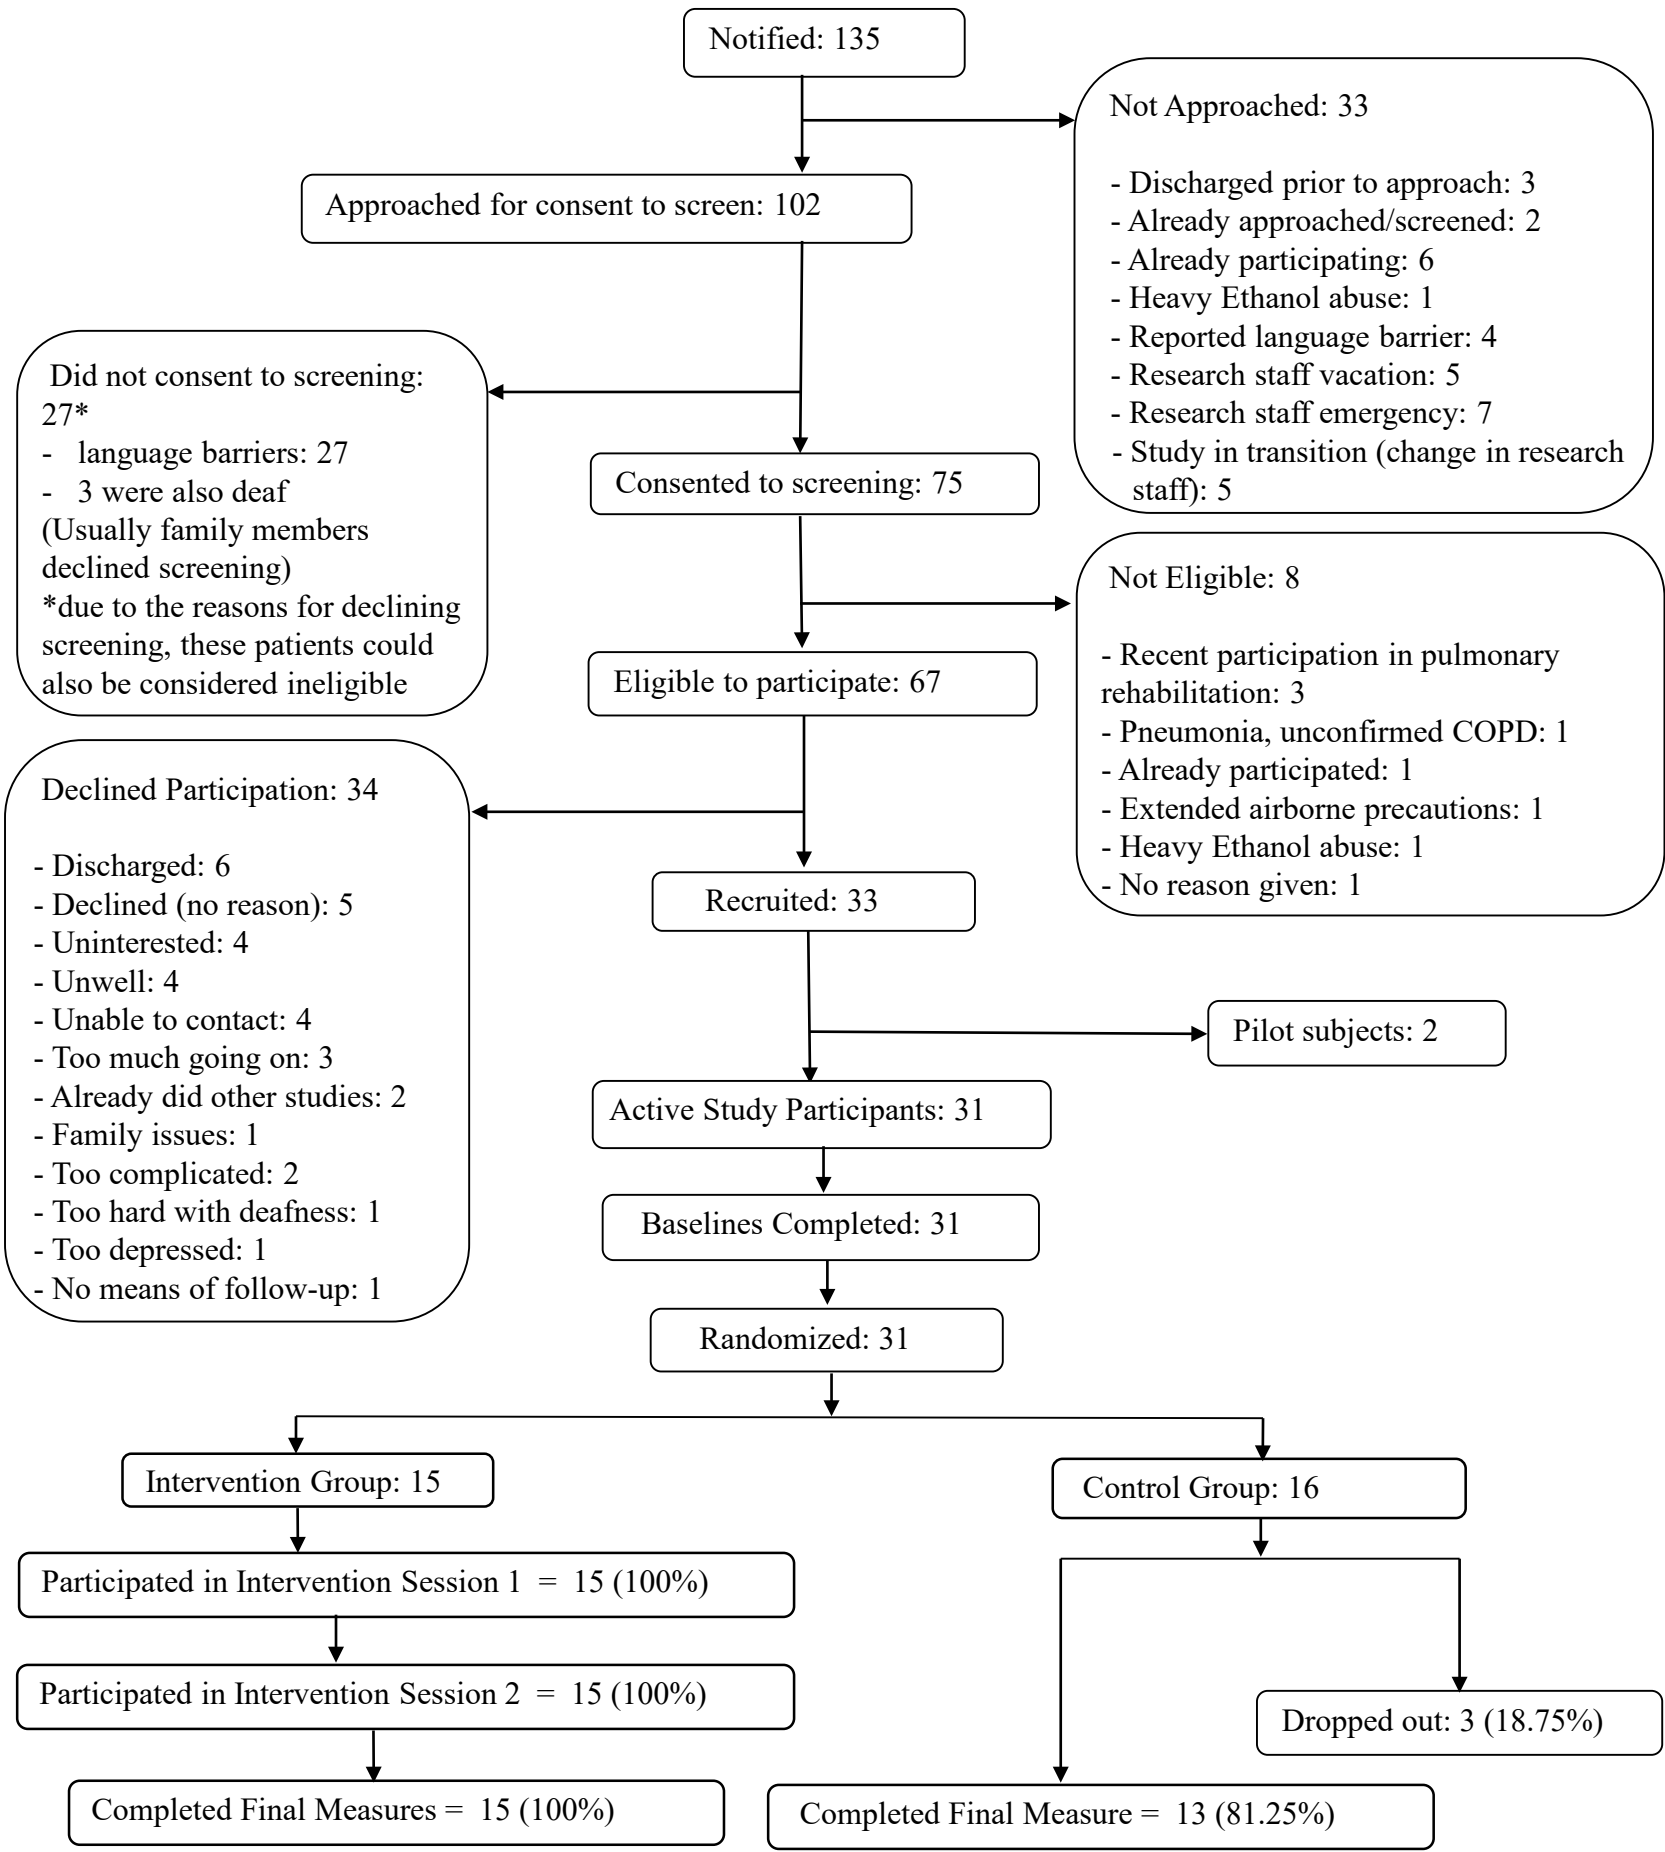 Notified: 135
Not Approached: 33
- Discharged prior to approach: 3
- Already approached/screened: 2
- Already participating: 6
- Heavy Ethanol abuse: 1
- Reported language barrier: 4
- Research staff vacation: 5
- Research staff emergency: 7
- Study in transition (change in research
staff): 5
Approached for consent to screen: 102
Did not consent to screening:
27*
- language barriers: 27
- 3 were also deaf
(Usually family members
declined screening)
*due to the reasons for declining
screening, these patients could
also be considered ineligible
Consented to screening: 75
Not Eligible: 8
- Recent participation in pulmonary
rehabilitation: 3
- Pneumonia, unconfirmed COPD: 1
- Already participated: 1
- Extended airborne precautions: 1
- Heavy Ethanol abuse: 1
- No reason given: 1
Eligible to participate: 67
Declined Participation: 34
- Discharged: 6
- Declined (no reason): 5
- Uninterested: 4
- Unwell: 4
- Unable to contact: 4
- Too much going on: 3
- Already did other studies: 2
- Family issues: 1
- Too complicated: 2
- Too hard with deafness: 1
- Too depressed: 1
- No means of follow-up: 1
Recruited: 33
Pilot subjects: 2
Active Study Participants: 31
Baselines Completed: 31
Randomized: 31
Intervention Group: 15
Control Group: 16
Participated in Intervention Session 1 = 15 (100%)
Participated in Intervention Session 2 = 15 (100%)
Dropped out: 3 (18.75%)
Completed Final Measures = 15 (100%)
Completed Final Measure = 13 (81.25%)